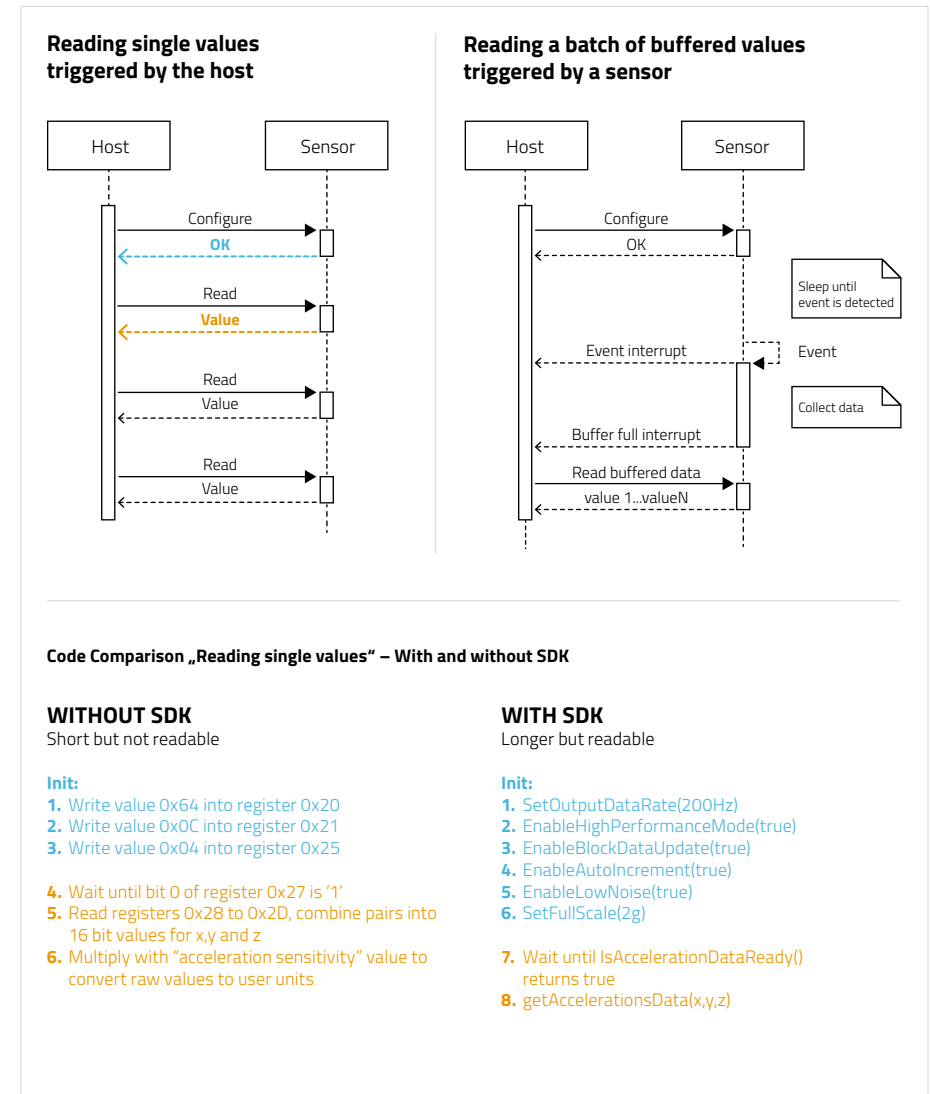 Reading single values
triggered by the host
Host
Sensor
Configure
OK
Read
Value
Read
Value
Read
Value
Reading a batch of buffered values
triggered by a sensor
Host
Sensor
Configure
OK
Sleep until
event is detected
Event interrupt
Event
Collect data
Buffer full interrupt
Read buffered data
value 1...valueN
Code Comparison „Reading single values“ – With and without SDK
WITHOUT SDK
Short but not readable
Init:
1. Write value 0x64 into register 0x20
2. Write value 0x0C into register 0x21
3. Write value 0x04 into register 0x25
4. Wait until bit 0 of register 0x27 is ‘1’
5. Read registers 0x28 to 0x2D, combine pairs into
16 bit values for x,y and z
6. Multiply with “acceleration sensitivity” value to
convert raw values to user units
WITH SDK
Longer but readable
Init:
1. SetOutputDataRate(200Hz)
2. EnableHighPerformanceMode(true)
3. EnableBlockDataUpdate(true)
4. EnableAutoIncrement(true)
5. EnableLowNoise(true)
6. SetFullScale(2g)
7. Wait until IsAccelerationDataReady()
returns true
8. getAccelerationsData(x,y,z)